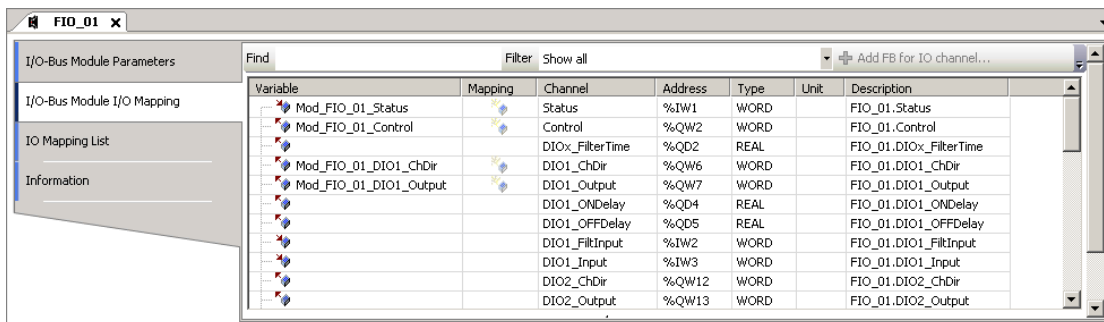 FIO_01
I/O-Bus Module Parameters
I/O-Bus Module I/O Mapping
IO Mapping List
Information
Find Filter Show all Add FB for IO channel...
Variable Mapping Channel Address Type Unit Description
Mod_FIO_01_Status Status %IW1 WORD FIO_01.Status
Mod_FIO_01_Control Control %QW2 WORD FIO_01.Control
DIOx_FilterTime %QD2 REAL FIO_01.DIOx_FilterTime
Mod_FIO_01_DIO1_ChDir DIO1_ChDir %QW6 WORD FIO_01.DIO1_ChDir
Mod_FIO_01_DIO1_Output DIO1_Output %QW7 WORD FIO_01.DIO1_Output
DIO1_ONDelay %QD4 REAL FIO_01.DIO1_ONDelay
DIO1_OFFDelay %QD5 REAL FIO_01.DIO1_OFFDelay
DIO1_FiltInput %IW2 WORD FIO_01.DIO1_FiltInput
DIO1_Input %IW3 WORD FIO_01.DIO1_Input
DIO2_ChDir %QW12 WORD FIO_01.DIO2_ChDir
DIO2_Output %QW13 WORD FIO_01.DIO2_Output